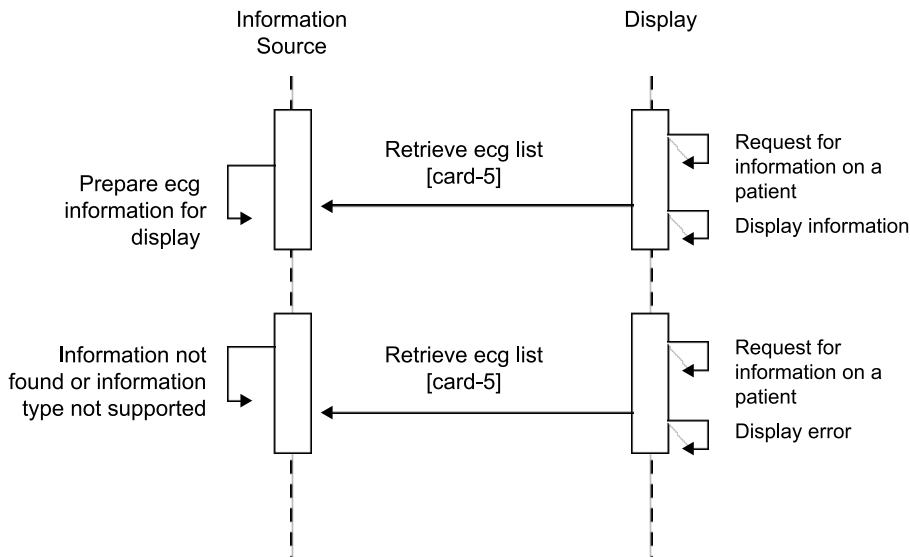 Information
Source
Display
Retrieve ecg list
[card-5]
Request for
information on a
patient
Prepare ecg
information for
display
Display information
Information not
found or information
type not supported
Retrieve ecg list
[card-5]
Request for
information on a
patient
Display error